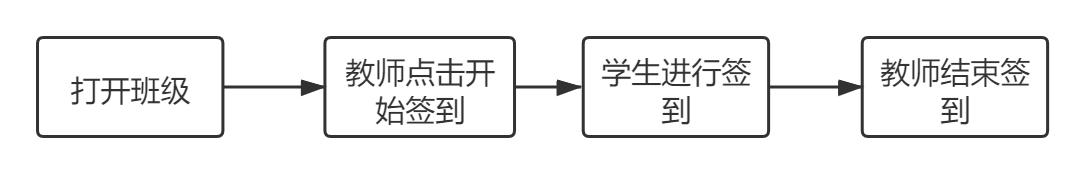 打开班级
教师点击开
始签到
学生进行签
到
教师结束签
到